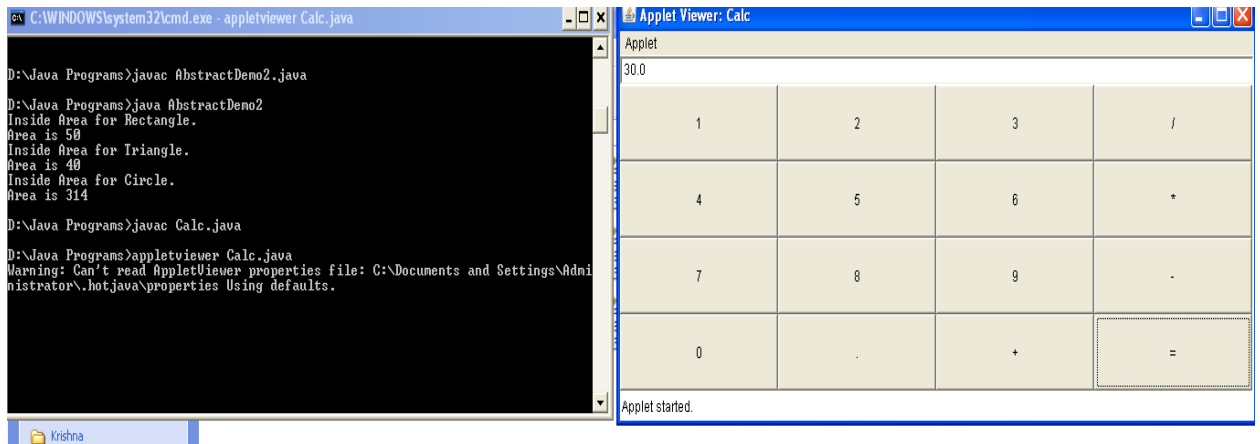 C:\WINDOWS\system32\cmd.exe - appletviewer Calc.java
D:\Java Programs>javac AbstractDemo2.java
D:\Java Programs>java AbstractDemo2
Inside Area for Rectangle.
Area is 50
Inside Area for Triangle.
Area is 40
Inside Area for Circle.
Area is 314
D:\Java Programs>javac Calc.java
D:\Java Programs>appletviewer Calc.java
Warning: Can't read AppletViewer properties file: C:\Documents and Settings\Admi
nistrator\.hotjava\properties Using defaults.
Krishna
Applet Viewer: Calc
Applet
30.0
1 2 3 /
4 5 6 *
7 8 9 -
0 . + =
Applet started.